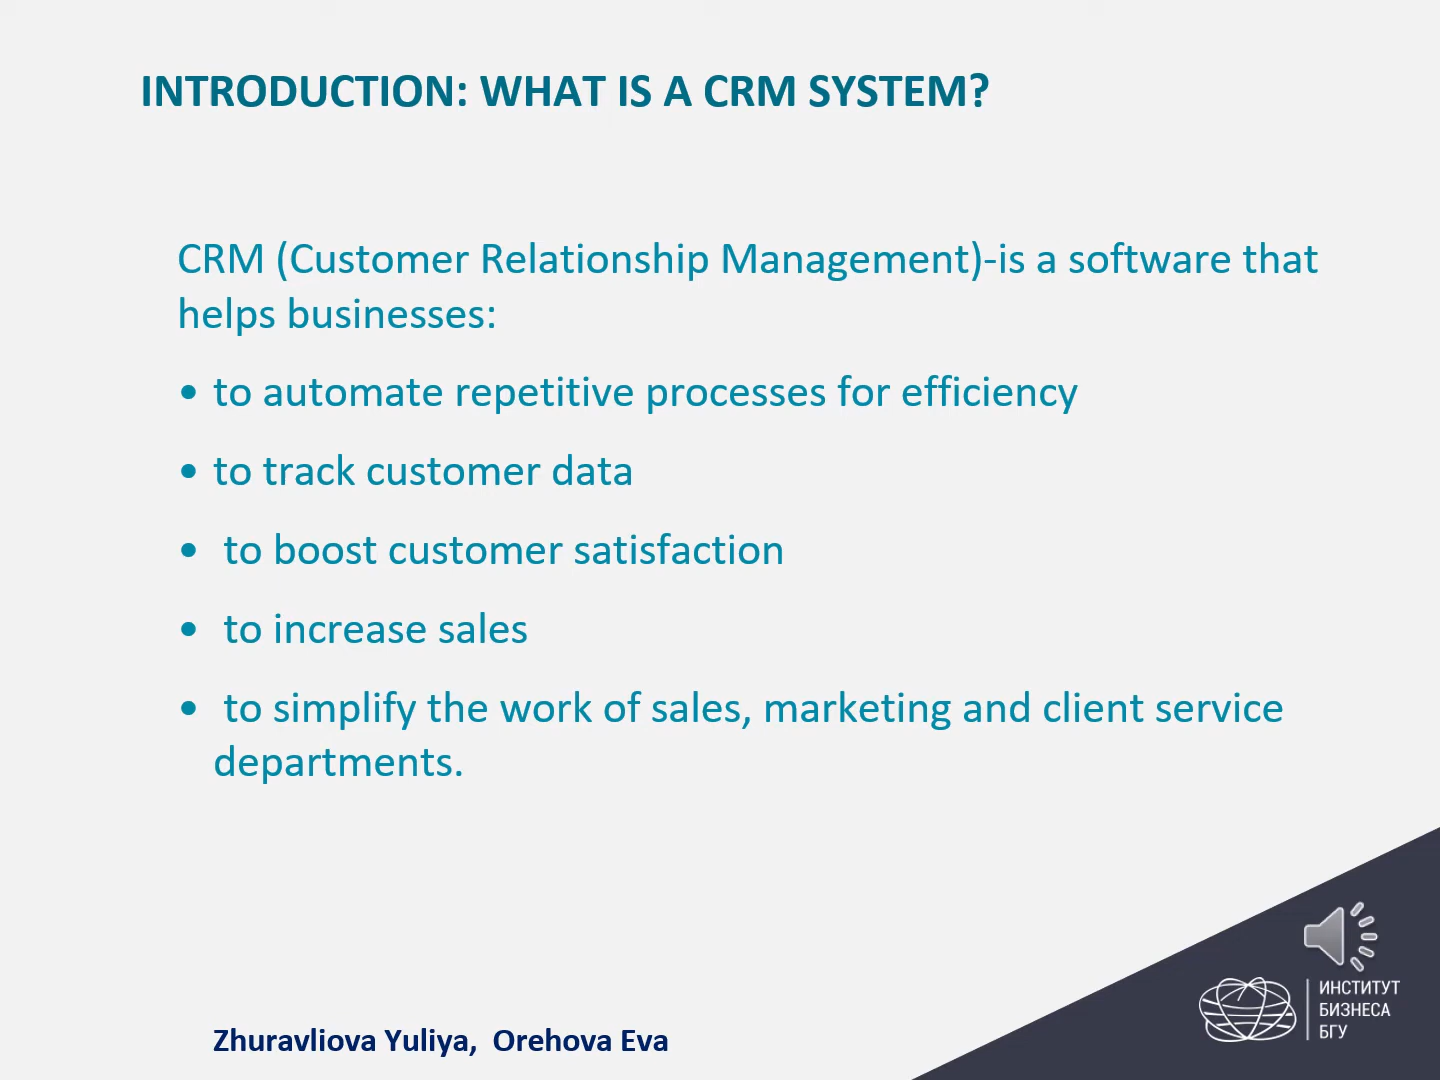 INTRODUCTION: WHAT IS A CRM SYSTEM?
CRM (Customer Relationship Management)-is a software that
helps businesses:
• to automate repetitive processes for efficiency
• to track customer data
• to boost customer satisfaction
• to increase sales
• to simplify the work of sales, marketing and client service
departments.
ИНСТИТУТ
БИЗНЕСА
БГУ
Zhuravliova Yuliya, Orehova Eva